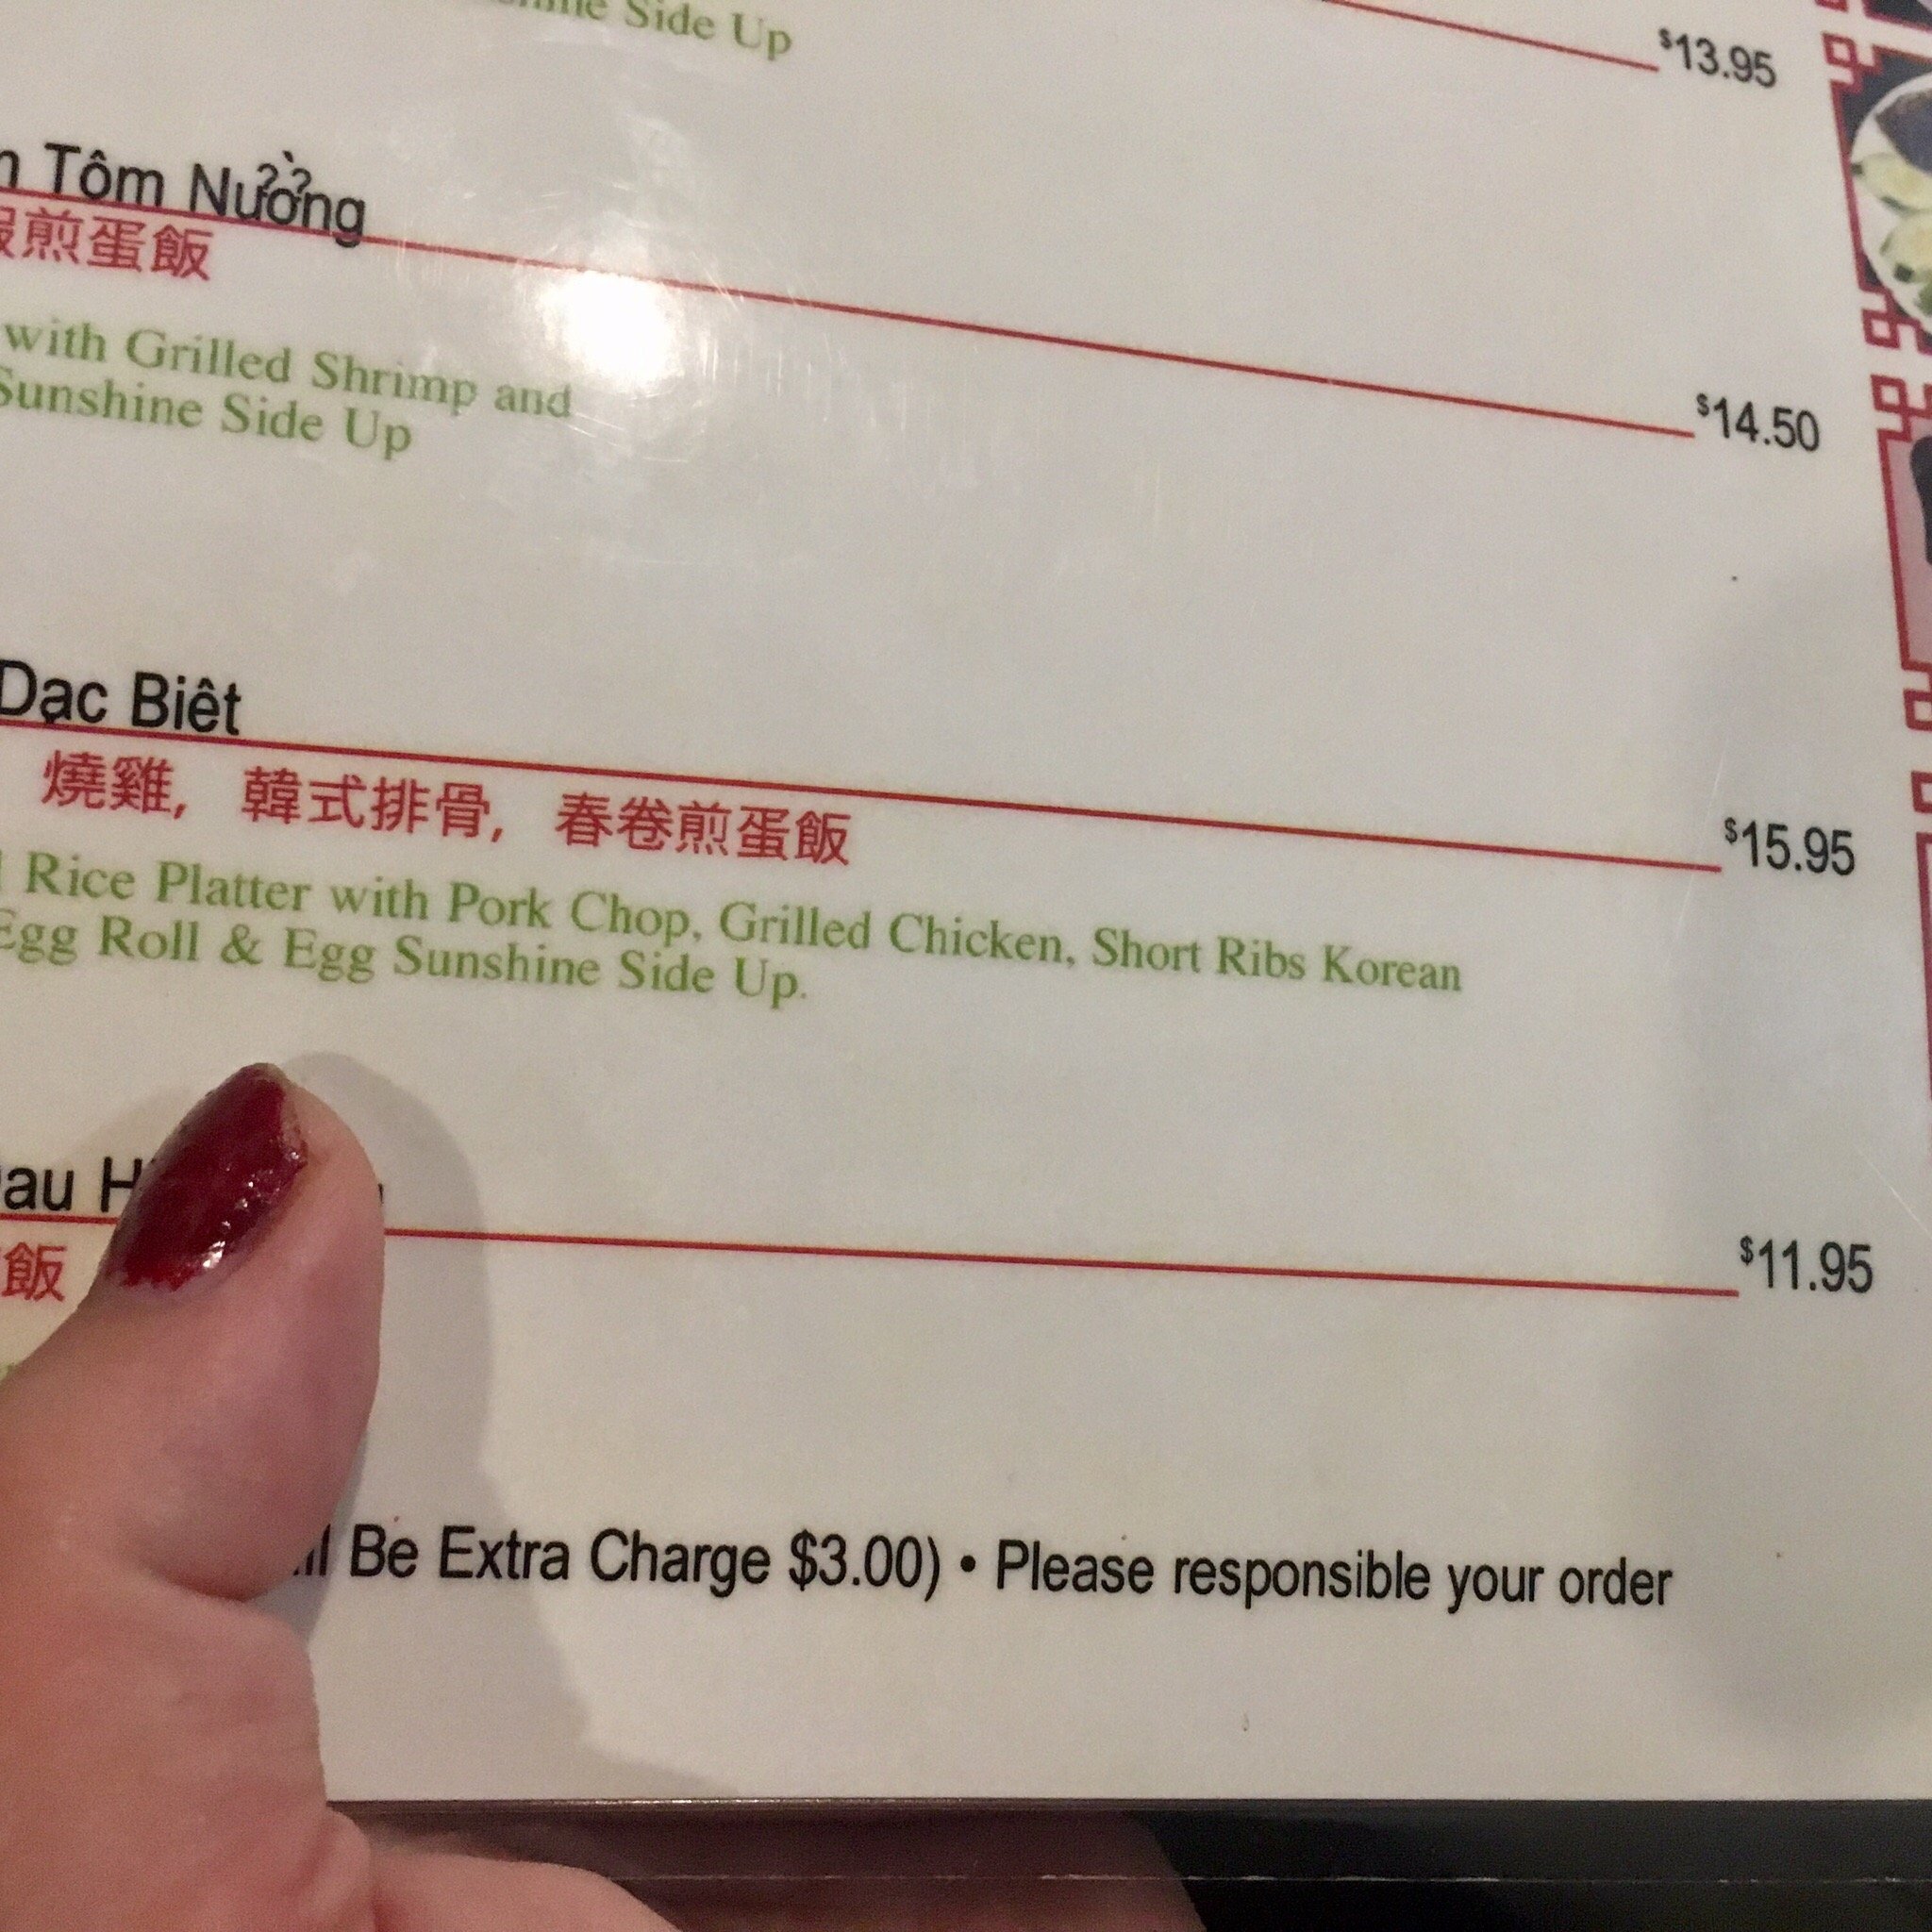 Side Up
$13.95
Tôm Nưởng
煎蛋飯
with Grilled Shrimp and
$14.50
Sunshine Side Up
Dạc Biêt
燒雞, 韓式排骨, 春卷煎蛋飯
$15.95
Rice Platter with Pork Chop, Grilled Chicken, Short Ribs Korean
Egg Roll & Egg Sunshine Side Up.
飯
$11.95
Be Extra Charge $3.00) • Please responsible your order